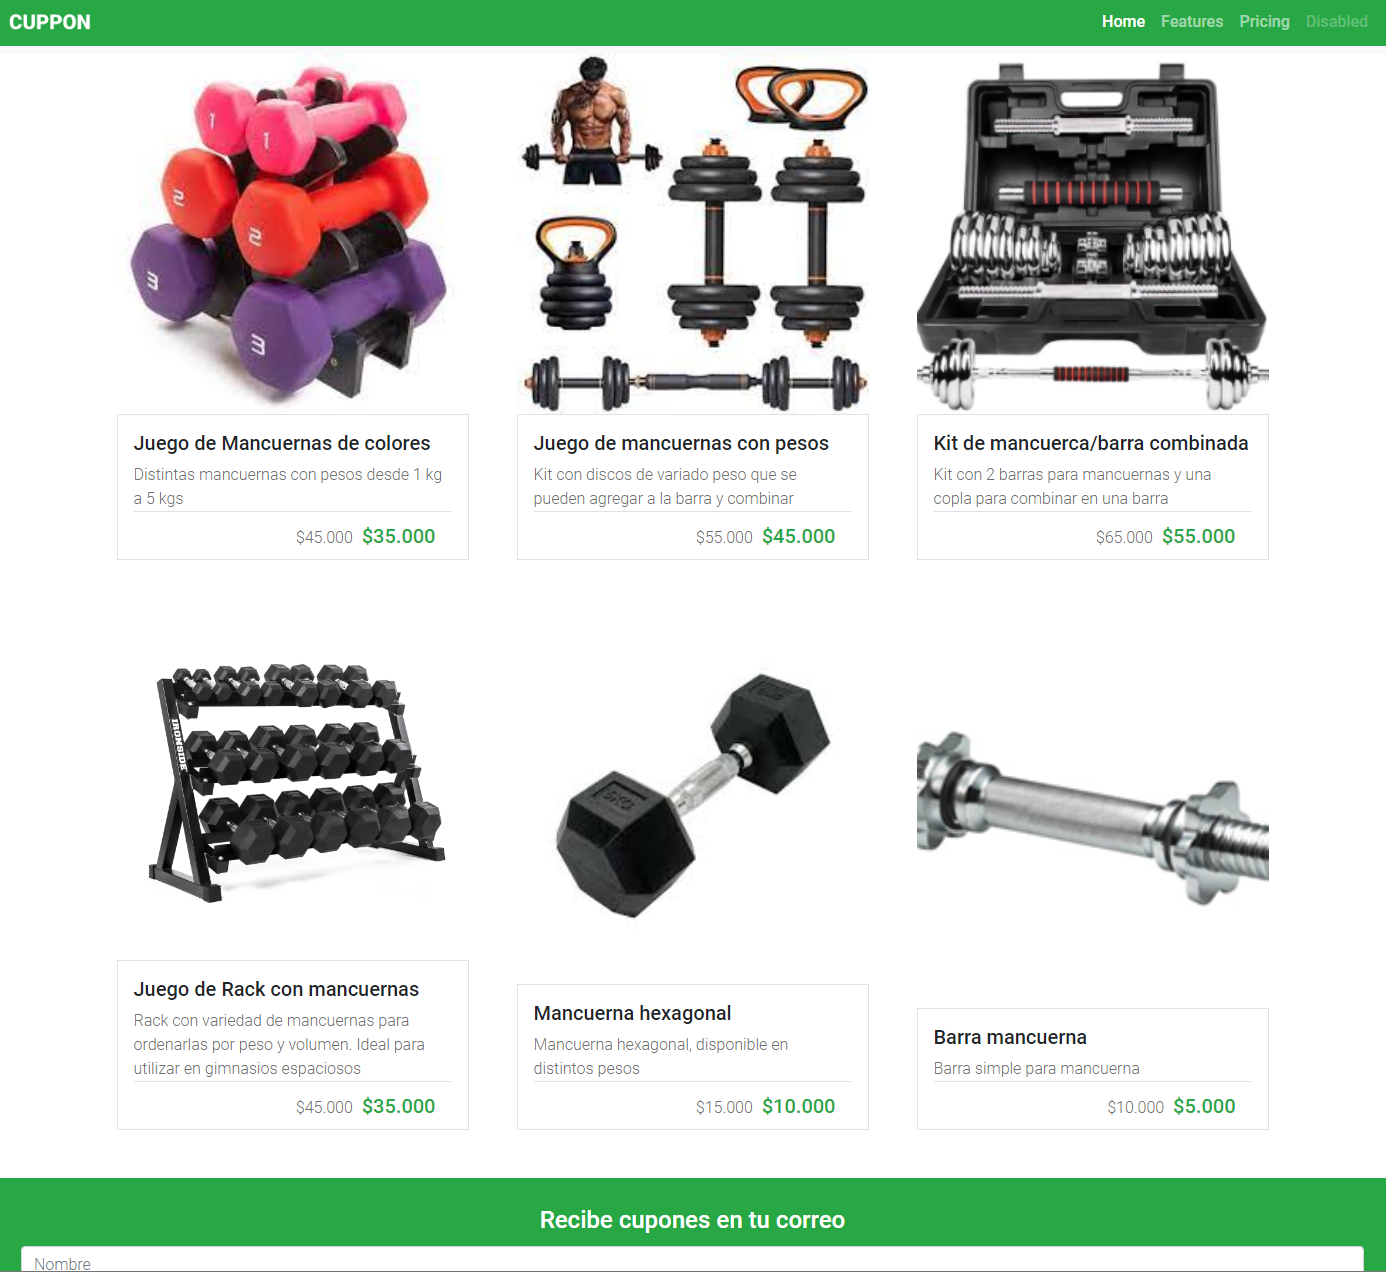 CUPPON
Home Features Pricing Disabled
1
1
2
2
3
3
Juego de Mancuernas de colores
Distintas mancuernas con pesos desde 1 kg
a 5 kgs
$45.000 $35.000
Juego de mancuernas con pesos
Kit con discos de variado peso que se
pueden agregar a la barra y combinar
$55.000 $45.000
Kit de mancuerca/barra combinada
Kit con 2 barras para mancuernas y una
copla para combinar en una barra
$65.000 $55.000
IRONSIDE
Juego de Rack con mancuernas
Rack con variedad de mancuernas para
ordenarlas por peso y volumen. Ideal para
utilizar en gimnasios espaciosos
$45.000 $35.000
5KG
Mancuerna hexagonal
Mancuerna hexagonal, disponible en
distintos pesos
$15.000 $10.000
Barra mancuerna
Barra simple para mancuerna
$10.000 $5.000
Recibe cupones en tu correo
Nombre